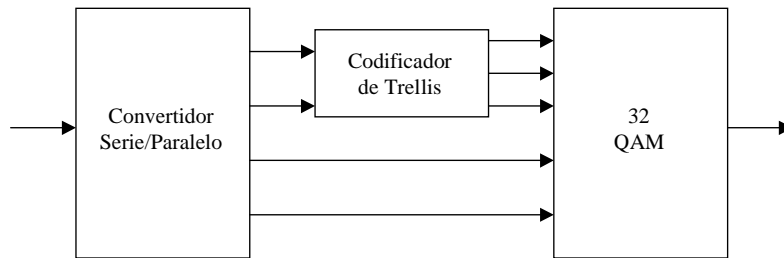 Convertidor
Serie/Paralelo
Codificador
de Trellis
32
QAM